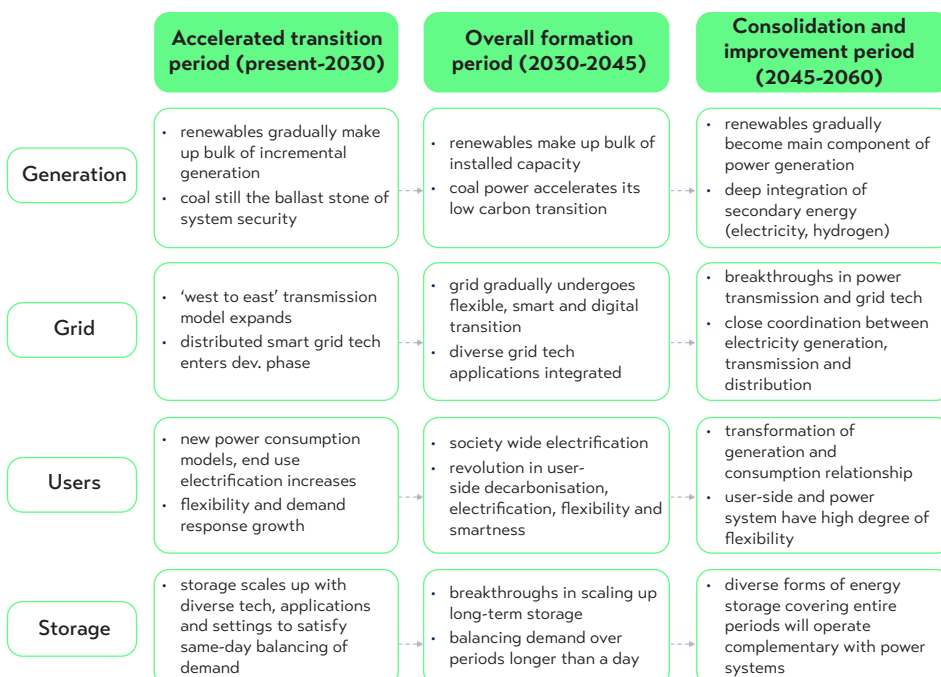 Accelerated transition
period (present-2030)
Overall formation
period (2030-2045)
Consolidation and
improvement period
(2045-2060)
Generation
• renewables gradually make
up bulk of incremental
generation
• coal still the ballast stone of
system security
• renewables make up bulk of
installed capacity
• coal power accelerates its
low carbon transition
• renewables gradually
become main component of
power generation
• deep integration of
secondary energy
(electricity, hydrogen)
Grid
• ‘west to east’ transmission
model expands
• distributed smart grid tech
enters dev. phase
• grid gradually undergoes
flexible, smart and digital
transition
• diverse grid tech
applications integrated
• breakthroughs in power
transmission and grid tech
• close coordination between
electricity generation,
transmission and
distribution
Users
• new power consumption
models, end use
electrification increases
• flexibility and demand
response growth
• society wide electrification
• revolution in user-
side decarbonisation,
electrification, flexibility and
smartness
• transformation of
generation and
consumption relationship
• user-side and power
system have high degree of
flexibility
Storage
• storage scales up with
diverse tech, applications
and settings to satisfy
same-day balancing of
demand
• breakthroughs in scaling up
long-term storage
• balancing demand over
periods longer than a day
• diverse forms of energy
storage covering entire
periods will operate
complementary with power
systems